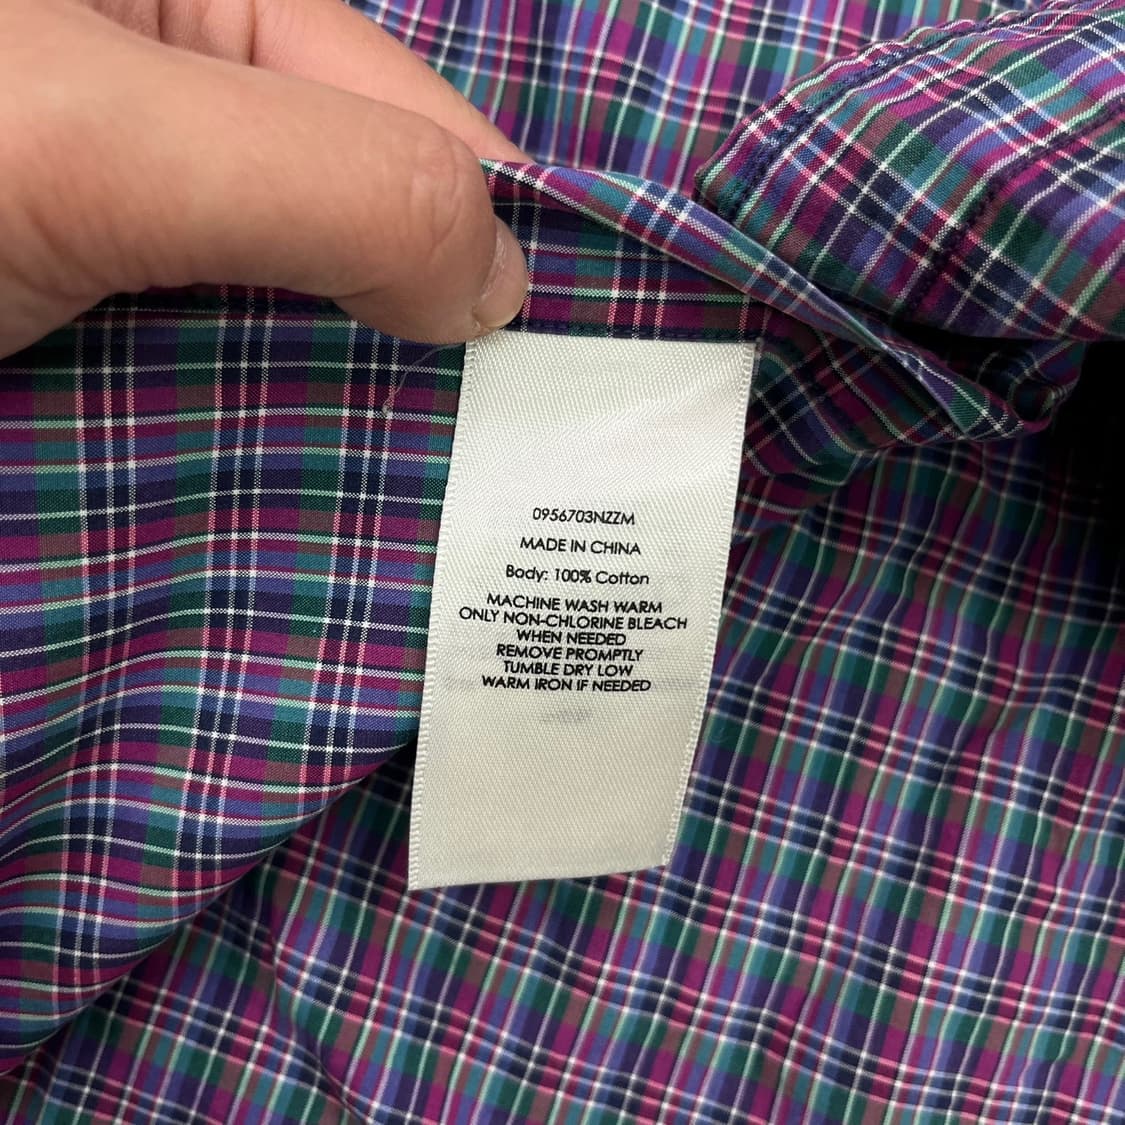 0956703NZZM
MADE IN CHINA
Body: 100% Cotton
MACHINE WASH WARM
ONLY NON-CHLORINE BLEACH
WHEN NEEDED
REMOVE PROMPTLY
TUMBLE DRY LOW
WARM IRON IF NEEDED